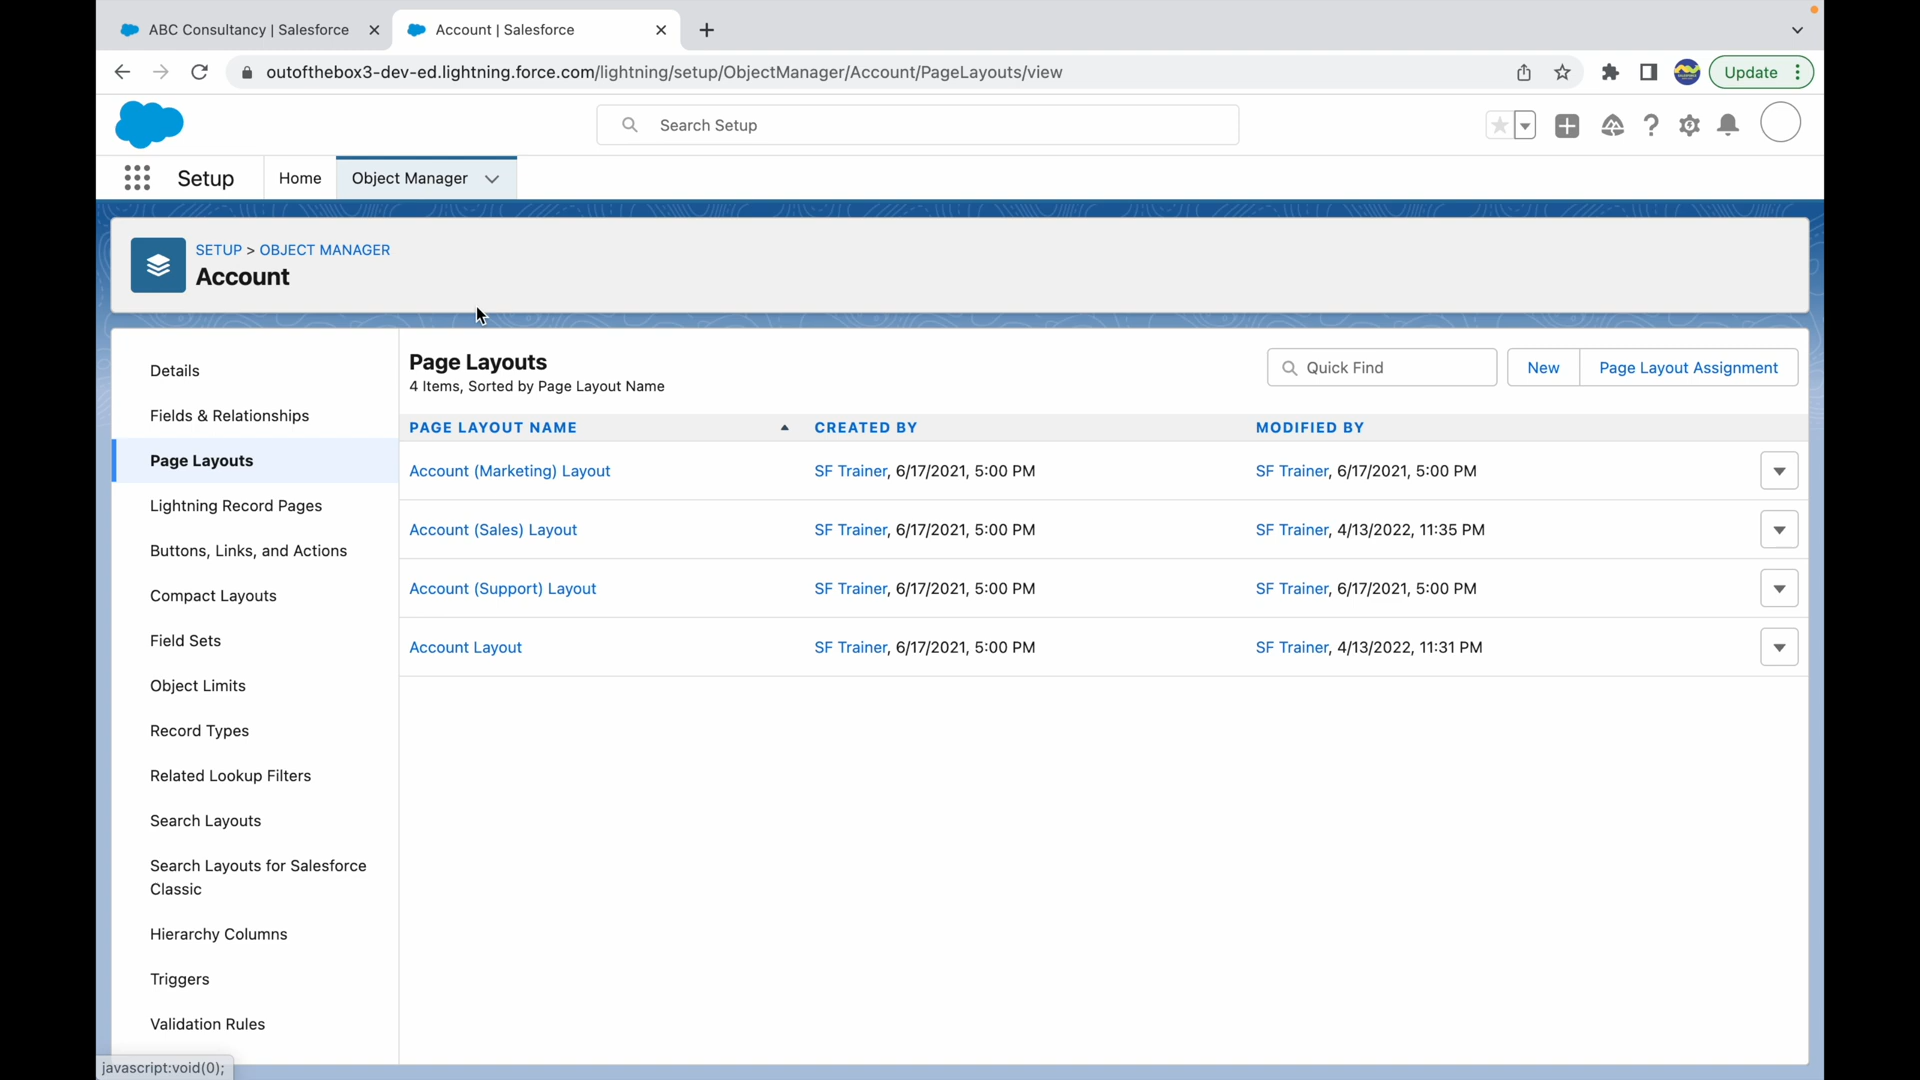 ABC Consultancy | Salesforce
Account | Salesforce
outofthebox3-dev-ed.lightning.force.com/lightning/setup/ObjectManager/Account/PageLayouts/view
Update
Search Setup
Setup
Home
Object Manager
SETUP > OBJECT MANAGER
Account
Details
Fields & Relationships
Page Layouts
Lightning Record Pages
Buttons, Links, and Actions
Compact Layouts
Field Sets
Object Limits
Record Types
Related Lookup Filters
Search Layouts
Search Layouts for Salesforce
Classic
Hierarchy Columns
Triggers
Validation Rules
Page Layouts
4 Items, Sorted by Page Layout Name
Quick Find
New
Page Layout Assignment
PAGE LAYOUT NAME CREATED BY MODIFIED BY
Account (Marketing) Layout SF Trainer, 6/17/2021, 5:00 PM SF Trainer, 6/17/2021, 5:00 PM
Account (Sales) Layout SF Trainer, 6/17/2021, 5:00 PM SF Trainer, 4/13/2022, 11:35 PM
Account (Support) Layout SF Trainer, 6/17/2021, 5:00 PM SF Trainer, 6/17/2021, 5:00 PM
Account Layout SF Trainer, 6/17/2021, 5:00 PM SF Trainer, 4/13/2022, 11:31 PM
javascript:void(0);